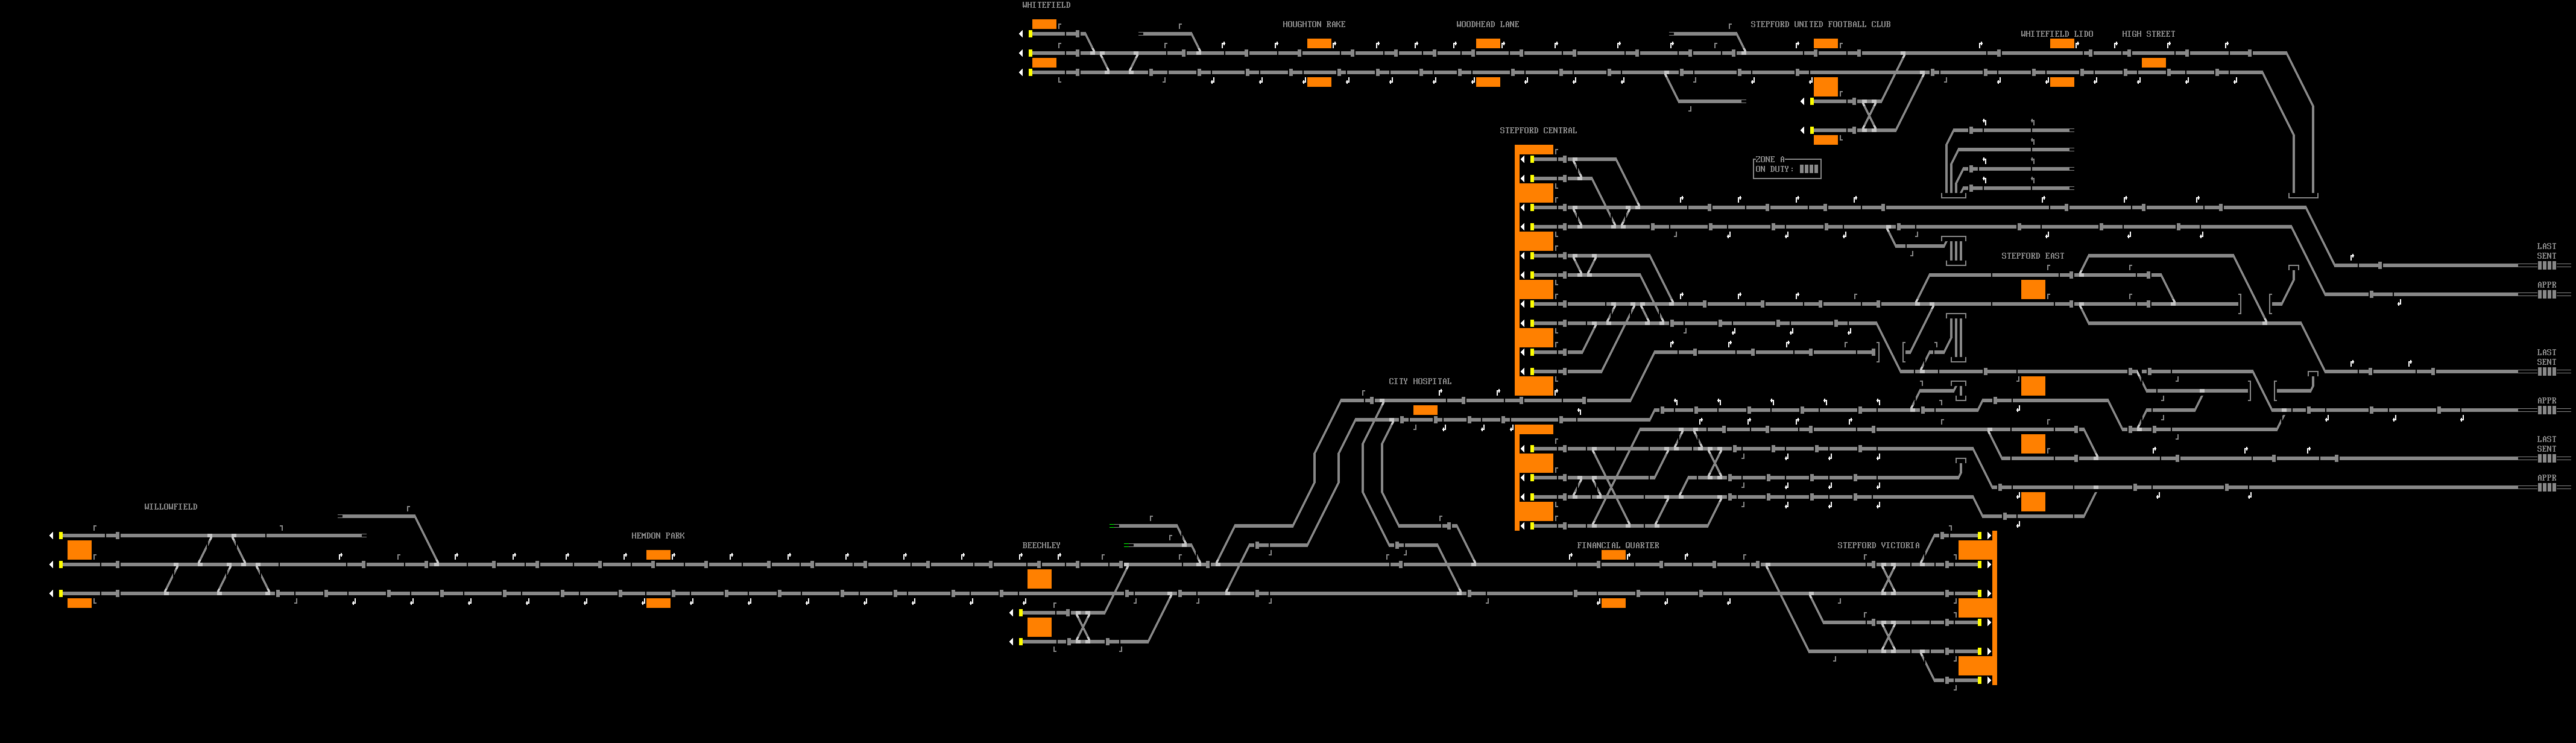 WHITEFIELD
HOUGHTON RAKE
WOODHEAD LANE
STEPFORD UNITED FOOTBALL CLUB
WHITEFIELD LIDO
HIGH STREET
STEPFORD CENTRAL
ZONE A
ON DUTY:
STEPFORD EAST
LAST
SENT
APPR
LAST
SENT
APPR
LAST
SENT
APPR
CITY HOSPITAL
WILLOWFIELD
HEMDON PARK
BEECHLEY
FINANCIAL QUARTER
STEPFORD VICTORIA